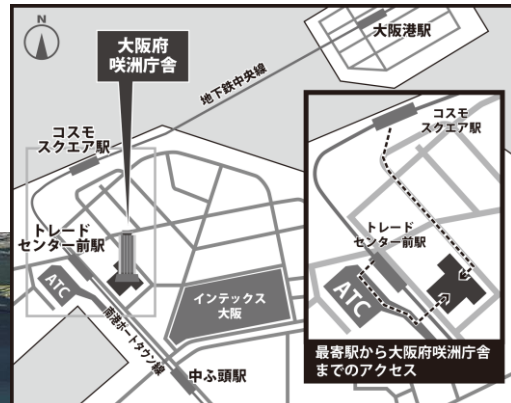 N
大阪府
咲洲庁舎
大阪港駅
地下鉄中央線
コスモ
スクエア駅
トレード
センター前駅
ATC
インテックス
大阪
南港ポートタウン線
中ふ頭駅
コスモ
スクエア駅
トレード
センター前駅
ATC
最寄駅から大阪府咲洲庁舎
までのアクセス